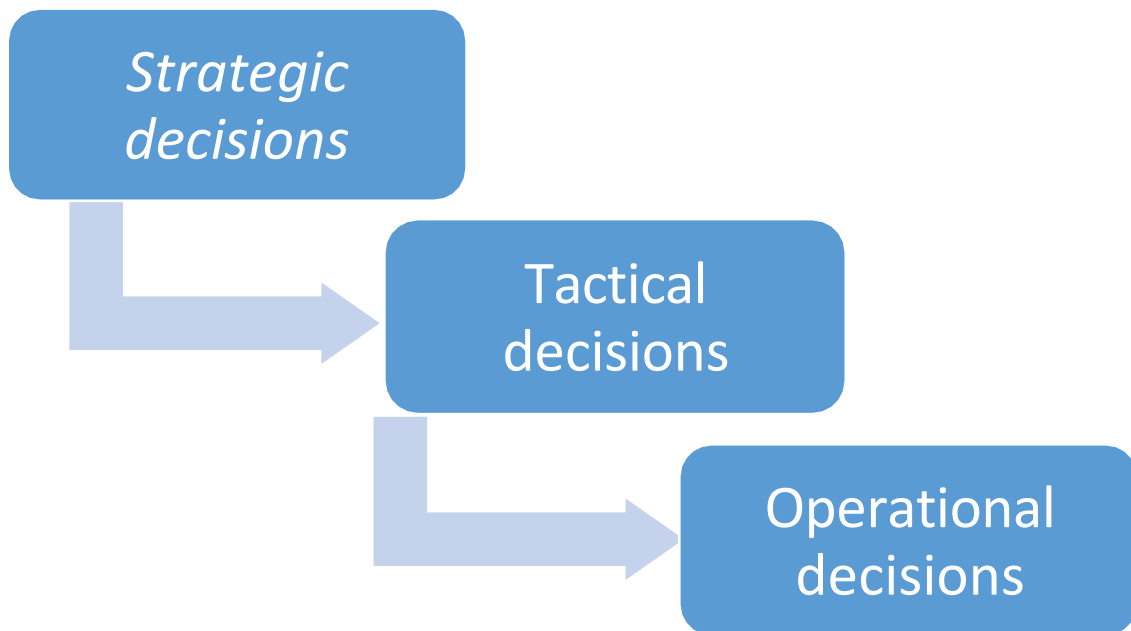 Strategic
decisions
Tactical
decisions
Operational
decisions